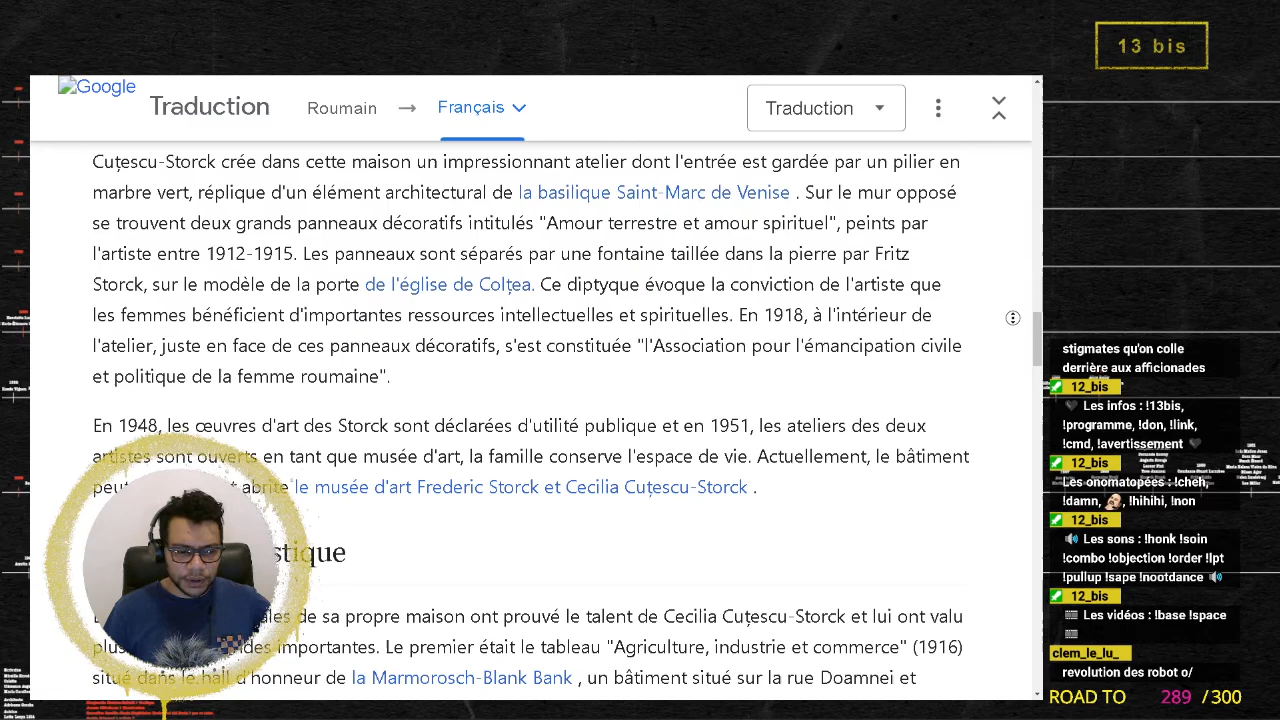 13 bis
Google
Traduction
Roumain → Français
Traduction
Cuțescu-Storck crée dans cette maison un impressionnant atelier dont l'entrée est gardée par un pilier en
marbre vert, réplique d'un élément architectural de la basilique Saint-Marc de Venise . Sur le mur opposé
se trouvent deux grands panneaux décoratifs intitulés "Amour terrestre et amour spirituel", peints par
l'artiste entre 1912-1915. Les panneaux sont séparés par une fontaine taillée dans la pierre par Fritz
Storck, sur le modèle de la porte de l'église de Colțea. Ce diptyque évoque la conviction de l'artiste que
les femmes bénéficient d'importantes ressources intellectuelles et spirituelles. En 1918, à l'intérieur de
l'atelier, juste en face de ces panneaux décoratifs, s'est constituée "l'Association pour l'émancipation civile
et politique de la femme roumaine".
En 1948, les œuvres d'art des Storck sont déclarées d'utilité publique et en 1951, les ateliers des deux
artistes sont ouverts en tant que musée d'art, la famille conserve l'espace de vie. Actuellement, le bâtiment
le musée d'art Frederic Storck et Cecilia Cuțescu-Storck .
de sa propre maison ont prouvé le talent de Cecilia Cuțescu-Storck et lui ont valu
importantes. Le premier était le tableau "Agriculture, industrie et commerce" (1916)
situé dans le hall d'honneur de la Marmorosch-Blank Bank , un bâtiment situé sur la rue Doamnei et
stigmates qu'on colle
derrière aux afficionades
12_bis
Les infos : !13bis,
!programme, !don, !link,
!cmd, !avertissement
12_bis
Les onomatopées : !cheh,
!damn, , !hihihi, !non
12_bis
Les sons : !honk !soin
!combo !objection !order !lpt
!pullup !sape !nootdance
12_bis
Les vidéos : !base !space
clem_le_lu_
revolution des robot o/
ROAD TO 289 / 300